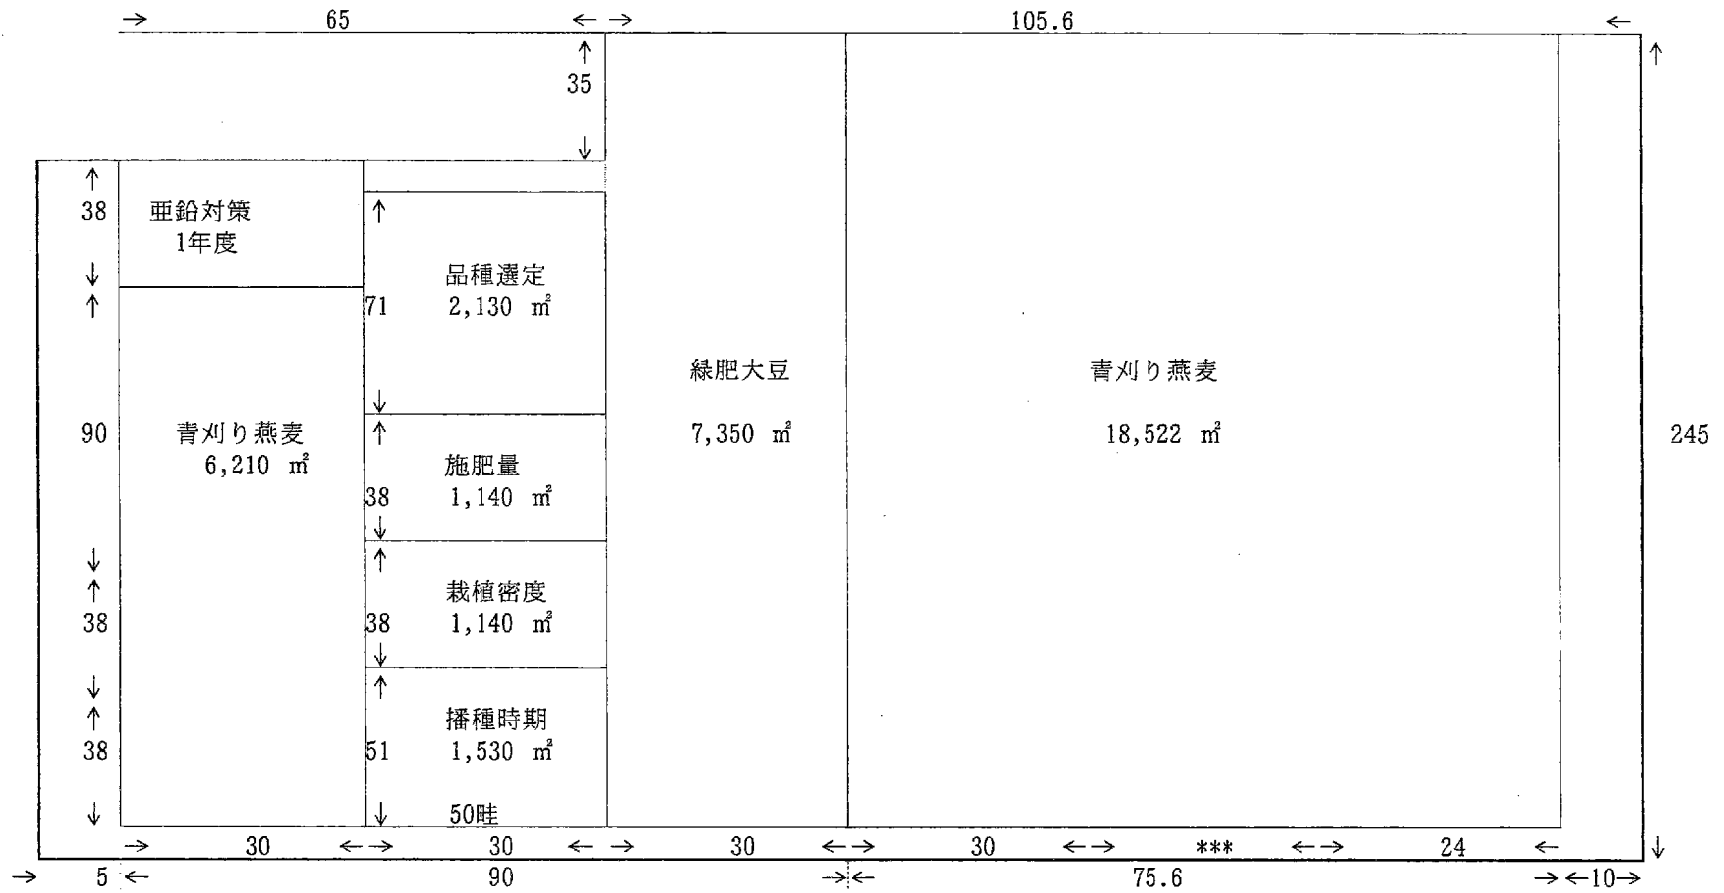 → 65 ← → 105.6 ←
35
245
38
亜鉛対策
1年度
71
品種選定
2,130 ㎡
90
青刈り燕麦
6,210 ㎡
38
施肥量
1,140 ㎡
38
38
栽植密度
1,140 ㎡
38
51
播種時期
1,530 ㎡
50畦
緑肥大豆
7,350 ㎡
青刈り燕麦
18,522 ㎡
→ 30 ←→ 30 ← → 30 ←→ 30 ←→ *** ←→ 24 ←
→ 5 ← 90 →← 75.6 →←10→